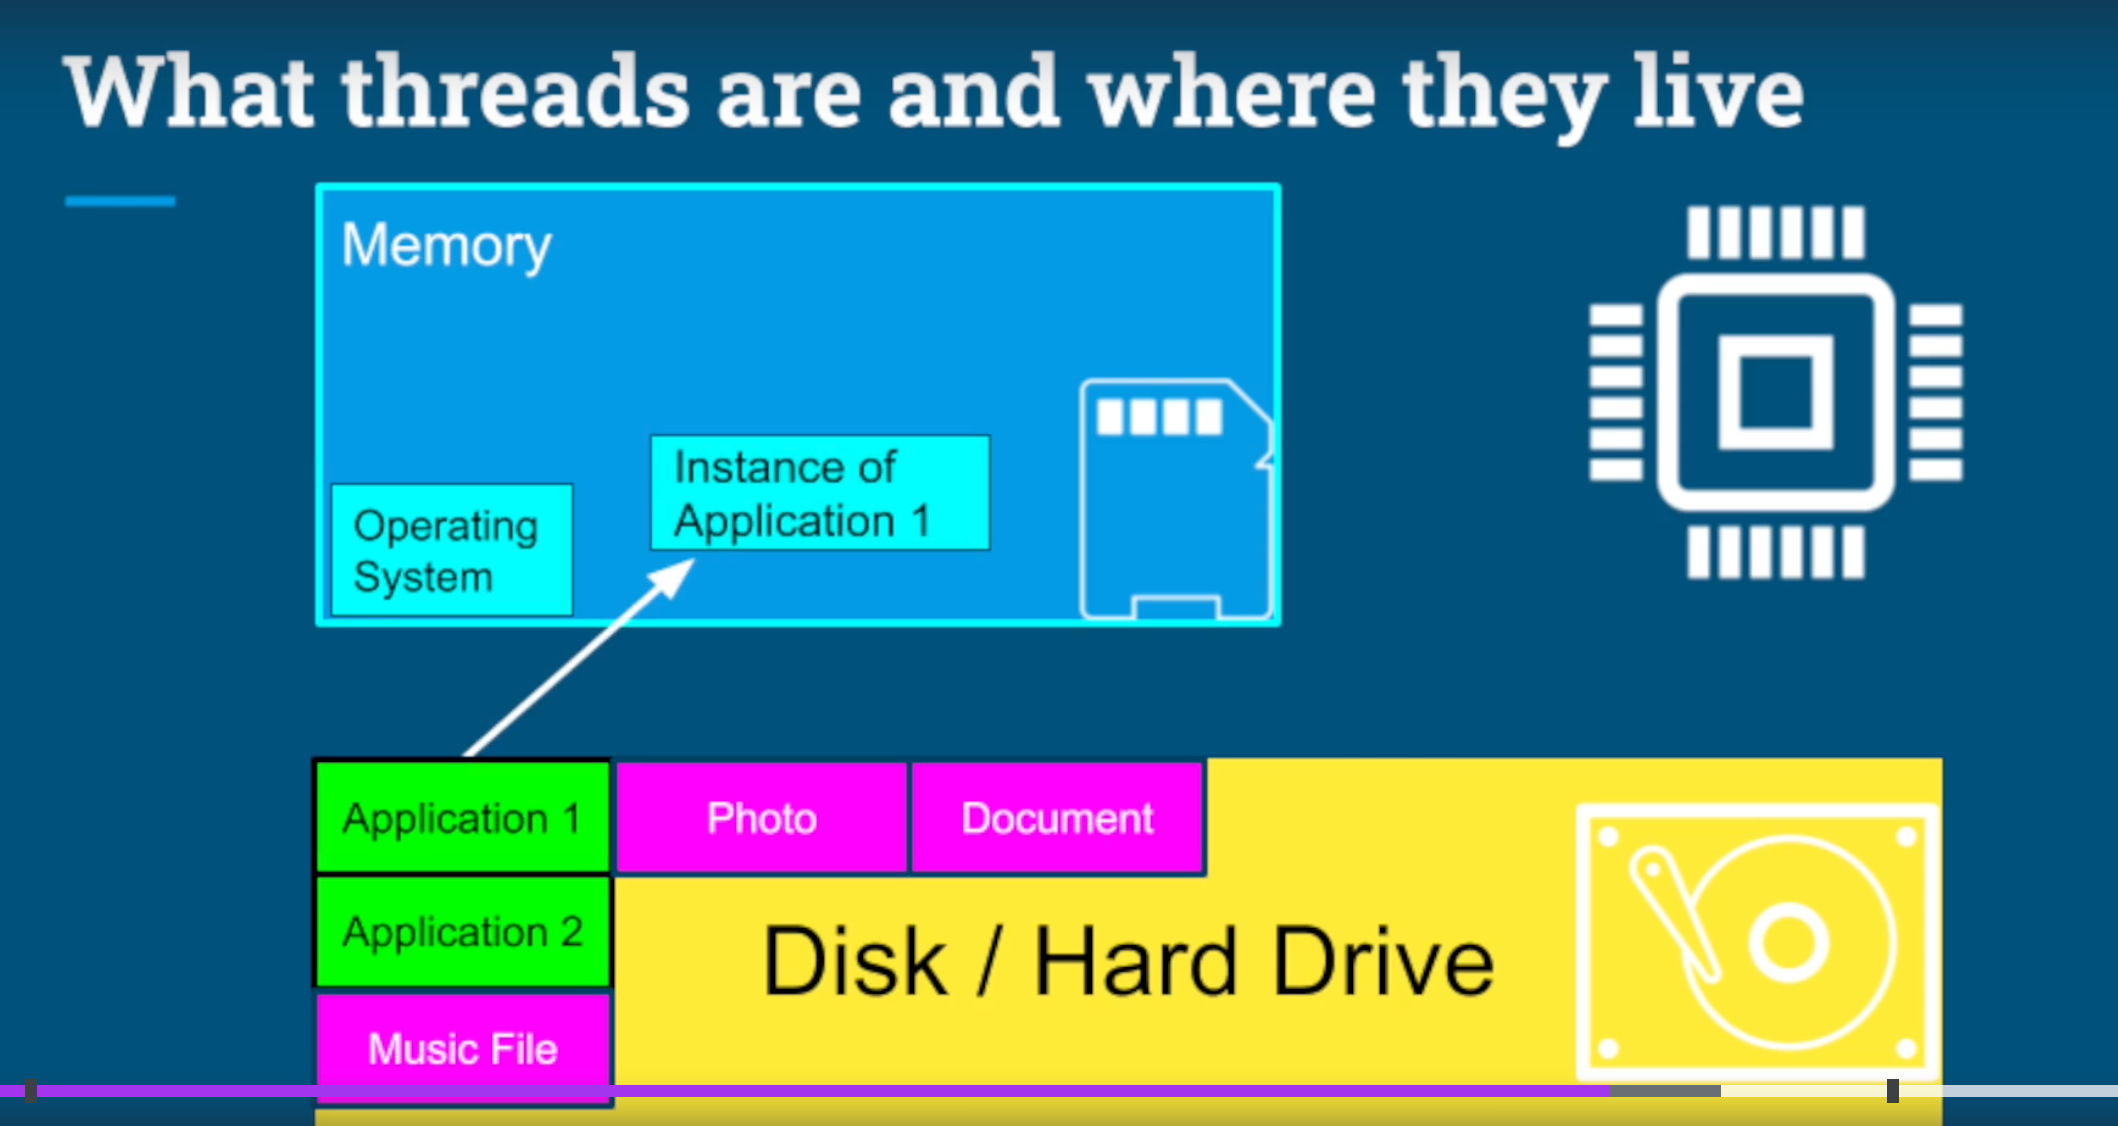 What threads are and where they live
Memory
Instance of
Application 1
Operating
System
Application 1
Photo
Document
Application 2
Disk / Hard Drive
Music File